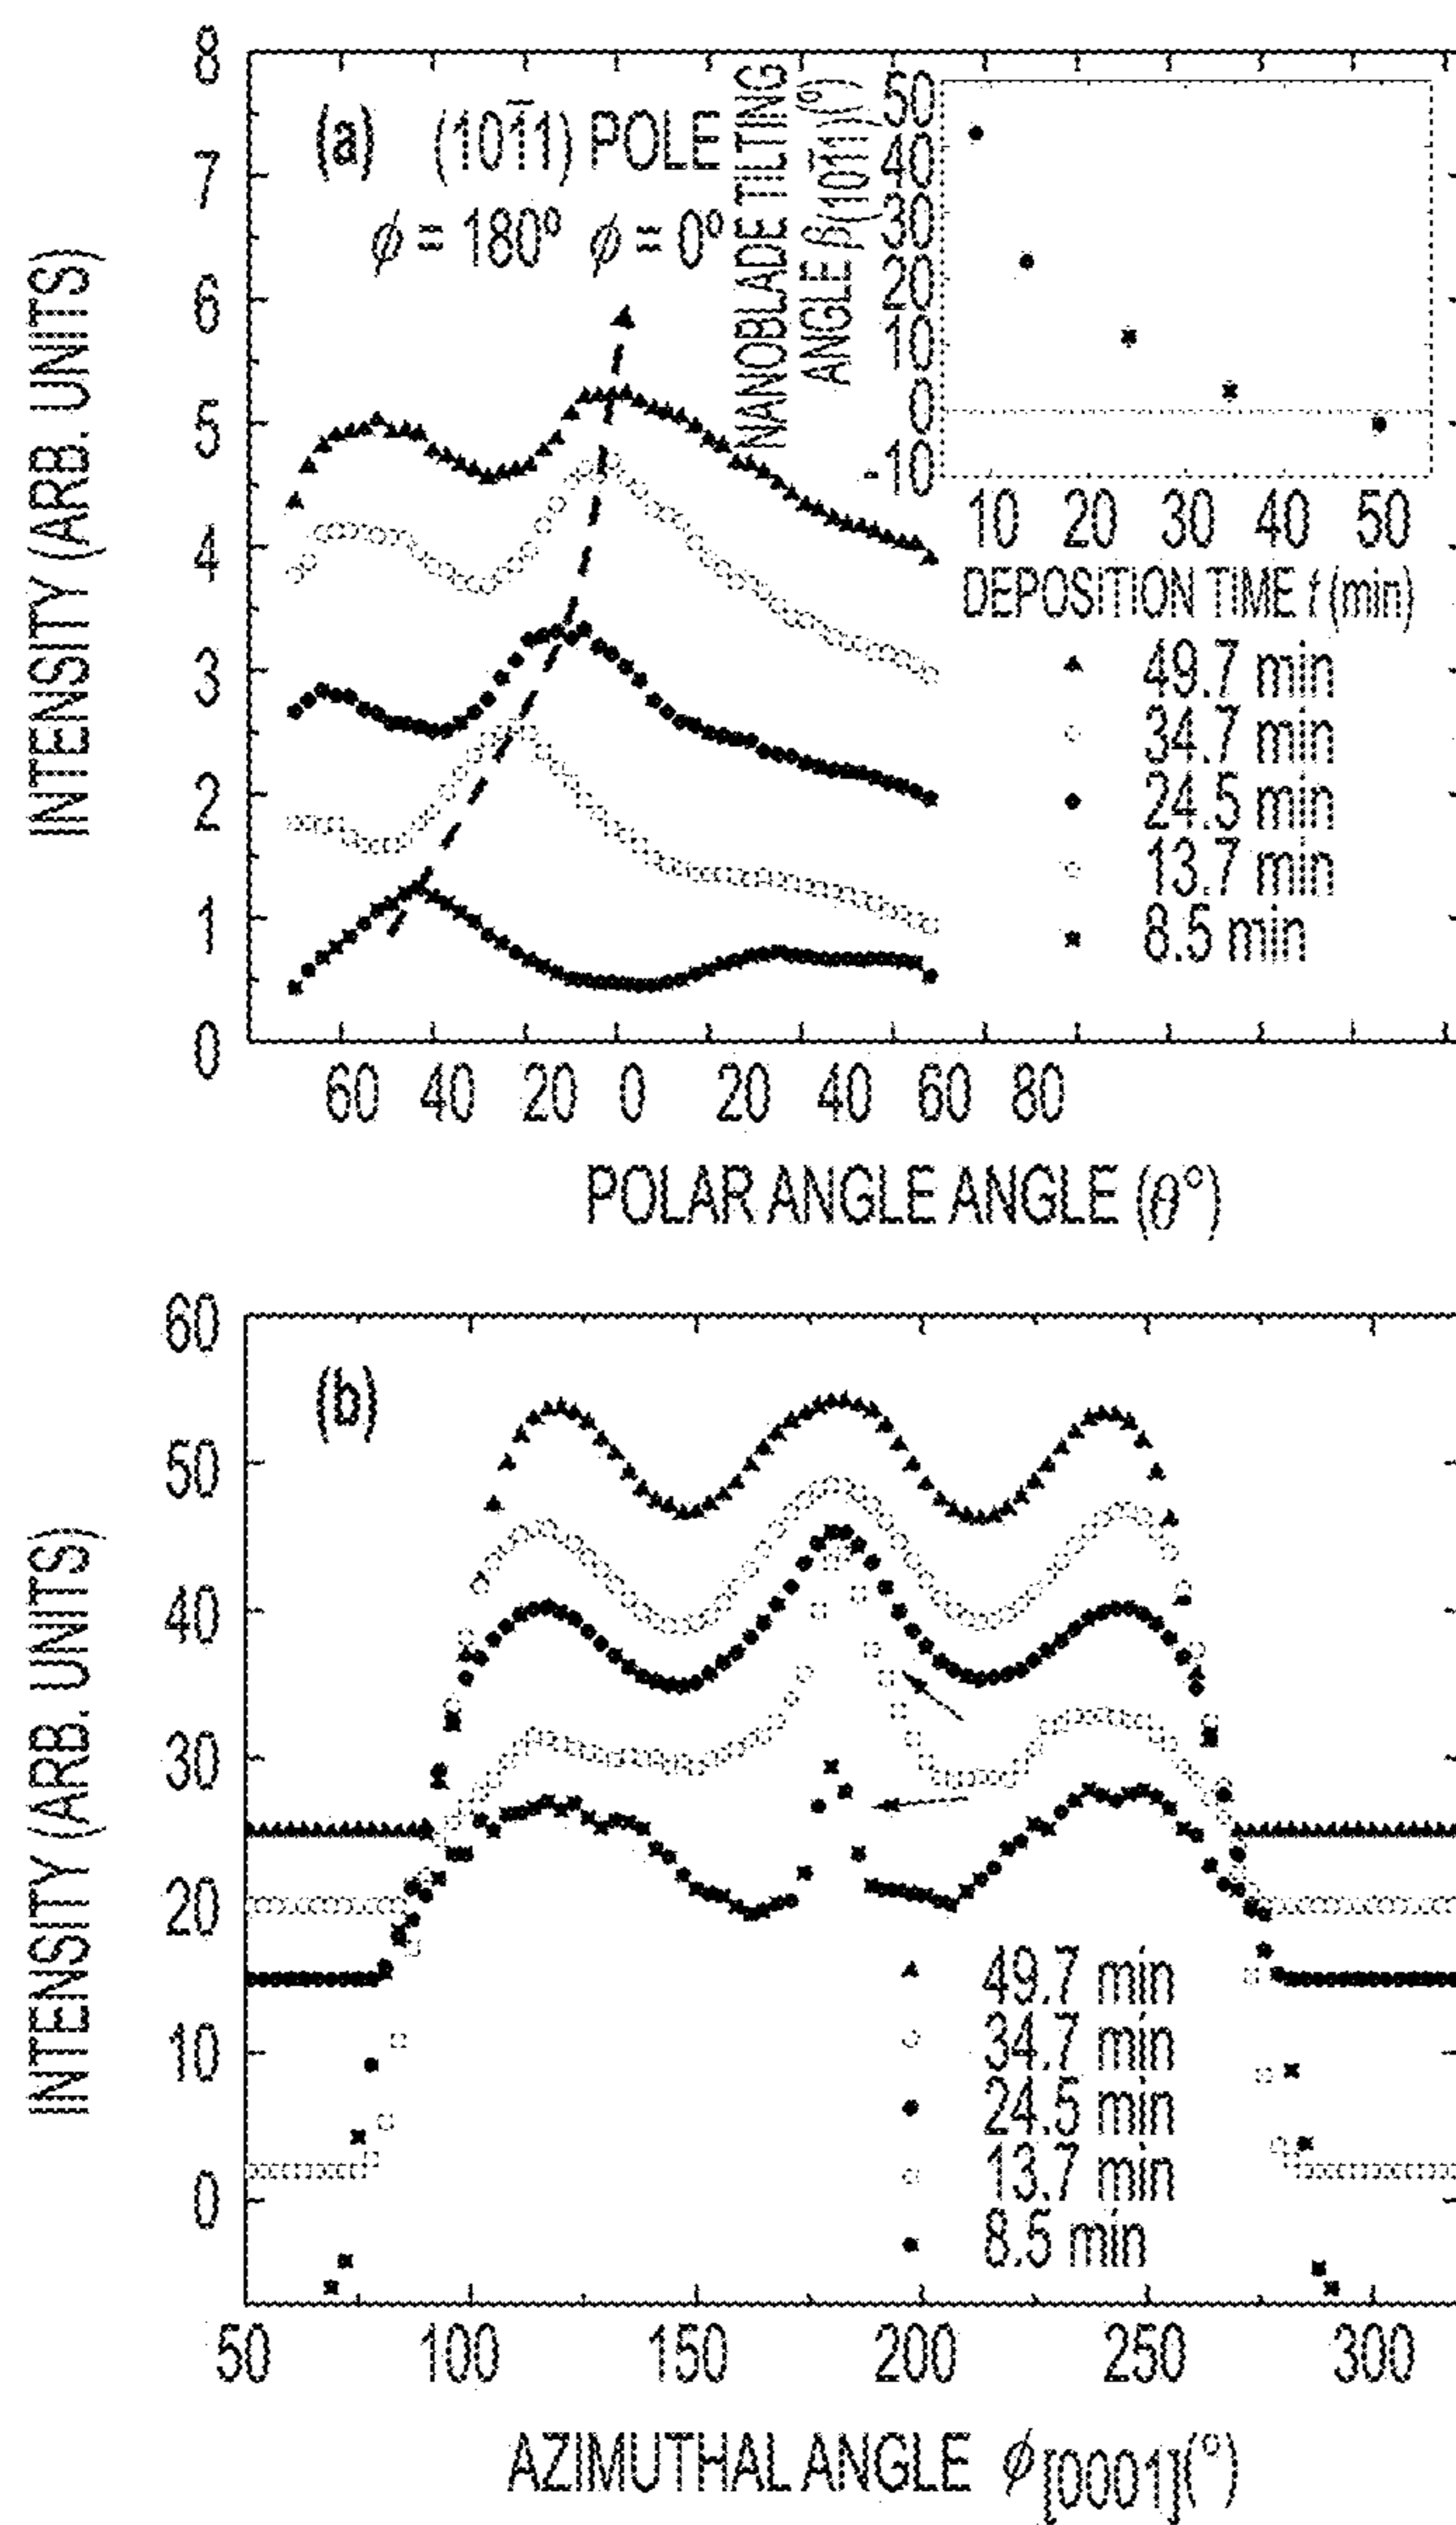 (a) (101̄1) POLE
ϕ = 180° ϕ = 0°
INTENSITY (ARB. UNITS)
8
7
6
5
4
3
2
1
0
60 40 20 0 20 40 60 80
POLAR ANGLE ANGLE (θ°)
NANOBLADE TILTING
ANGLE β(101̄1)(°)
50
40
30
20
10
0
-10
10 20 30 40 50
DEPOSITION TIME t (min)
49.7 min
34.7 min
24.5 min
13.7 min
8.5 min
(b)
INTENSITY (ARB. UNITS)
60
50
40
30
20
10
0
49.7 min
34.7 min
24.5 min
13.7 min
8.5 min
50 100 150 200 250 300
AZIMUTHAL ANGLE ϕ[0001](°)